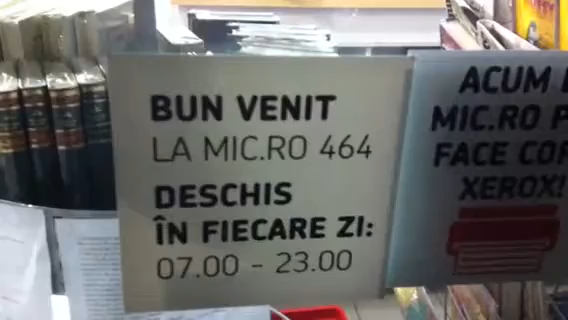 BUN VENIT
LA MIC.RO 464
DESCHIS
ÎN FIECARE ZI:
07.00 - 23.00
ACUM
MIC.RO
FACE
XEROX!